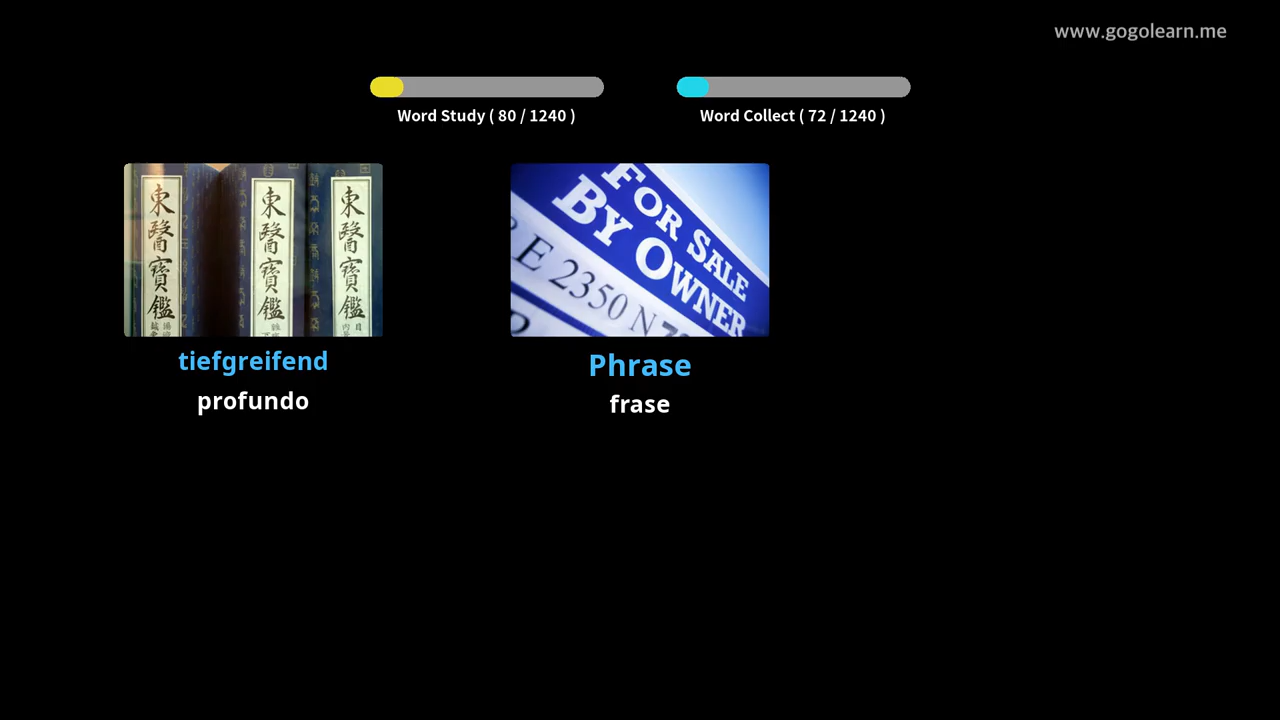 www.gogolearn.me
Word Study ( 80 / 1240 )
Word Collect ( 72 / 1240 )
東醫寶鑑
東醫寶鑑
東醫寶鑑
FOR SALE
BY OWNER
E 2350 N
tiefgreifend
profundo
Phrase
frase